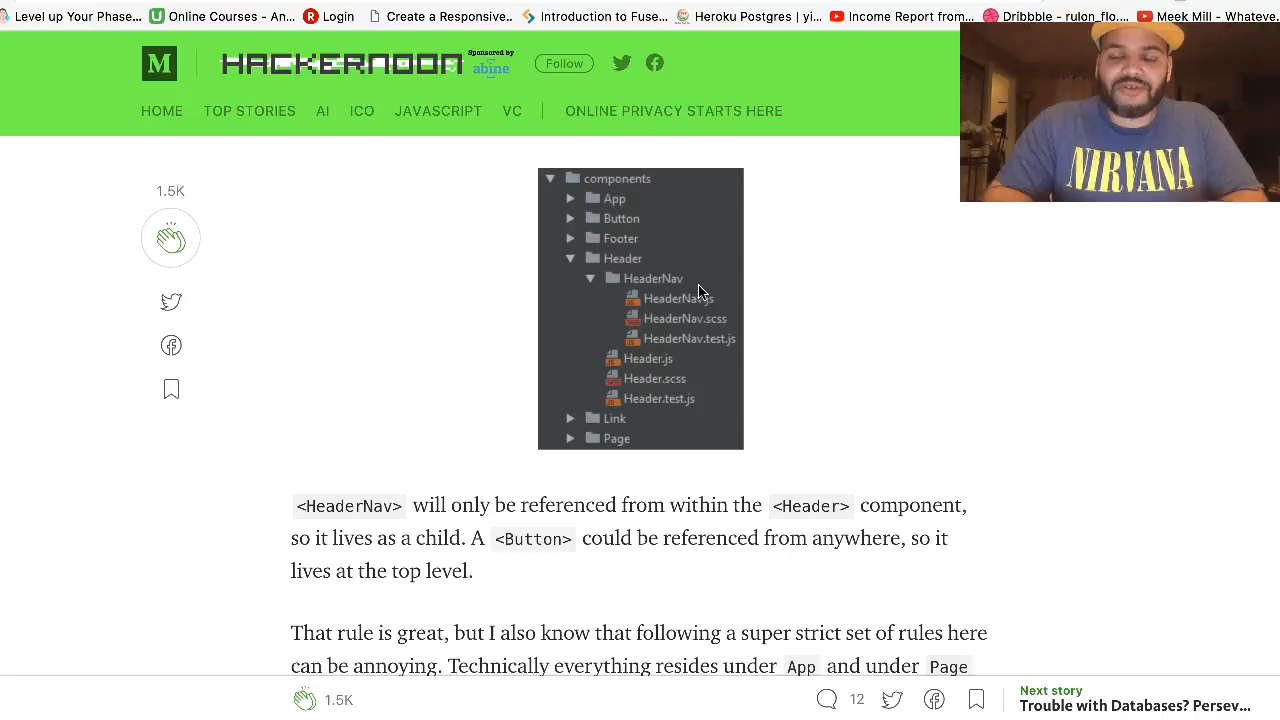 Level up Your Phase... Online Courses - An... Login Create a Responsive.. Introduction to Fuse... Heroku Postgres | yi... Income Report from... Dribbble - rulon_flo... Meek Mill - Whateve
M HACKERNOON Sponsored by abine Follow
HOME TOP STORIES AI ICO JAVASCRIPT VC ONLINE PRIVACY STARTS HERE
NIRVANA
1.5K
components
App
Button
Footer
Header
HeaderNav
HeaderNav.js
HeaderNav.scss
HeaderNav.test.js
Header.js
Header.scss
Header.test.js
Link
Page
<HeaderNav> will only be referenced from within the <Header> component,
so it lives as a child. A <Button> could be referenced from anywhere, so it
lives at the top level.
That rule is great, but I also know that following a super strict set of rules here
can be annoying. Technically everything resides under App and under Page
1.5K 12
Next story
Trouble with Databases? Persev...